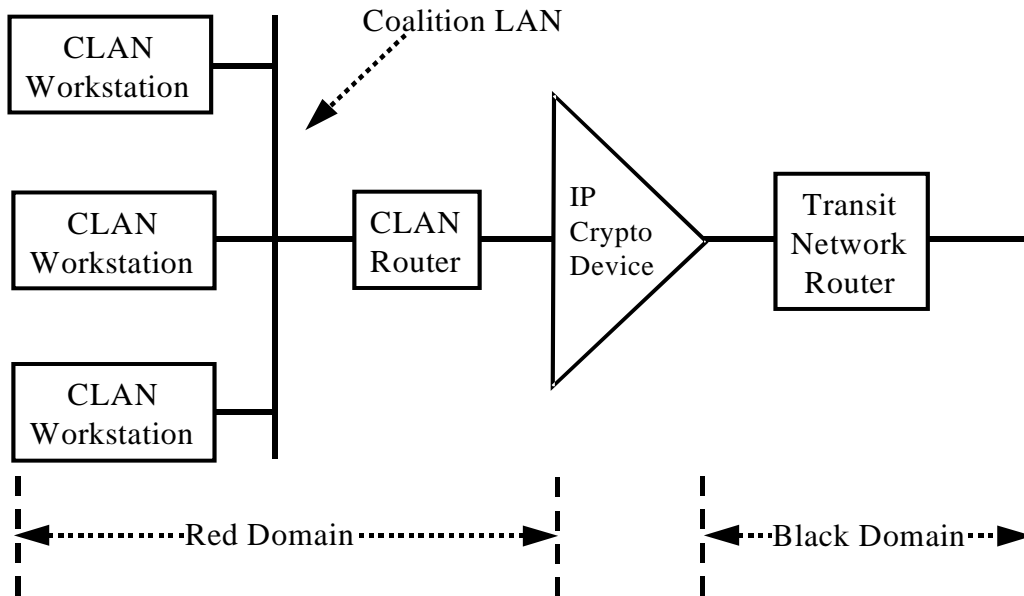 Coalition LAN
CLAN
Workstation
CLAN
Workstation
CLAN
Router
IP
Crypto
Device
Transit
Network
Router
CLAN
Workstation
Red Domain
Black Domain